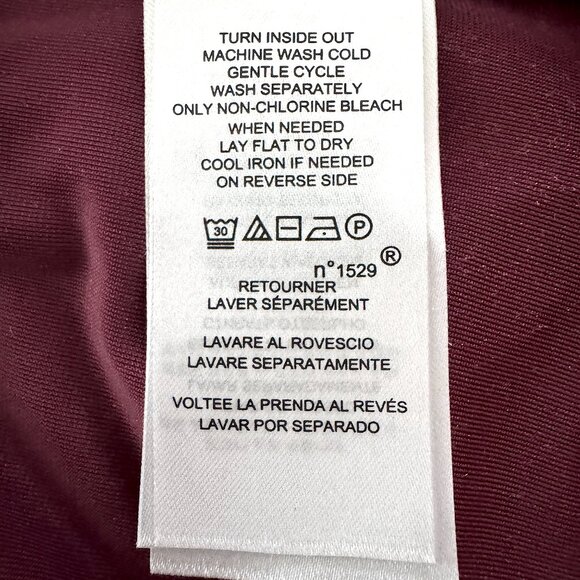 TURN INSIDE OUT
MACHINE WASH COLD
GENTLE CYCLE
WASH SEPARATELY
ONLY NON-CHLORINE BLEACH
WHEN NEEDED
LAY FLAT TO DRY
COOL IRON IF NEEDED
ON REVERSE SIDE
30 P
n°1529 ®
RETOURNER
LAVER SÉPARÉMENT
LAVARE AL ROVESCIO
LAVARE SEPARATAMENTE
VOLTEE LA PRENDA AL REVÉS
LAVAR POR SEPARADO